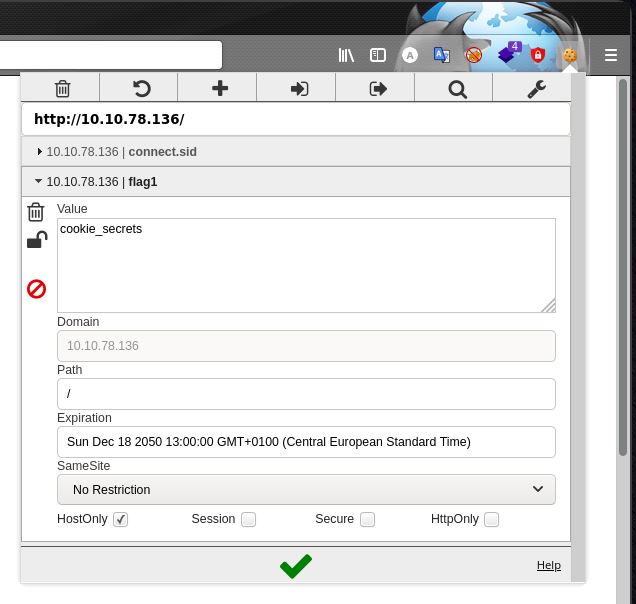 A
4
http://10.10.78.136/
10.10.78.136 | connect.sid
10.10.78.136 | flag1
Value
cookie_secrets
Domain
10.10.78.136
Path
/
Expiration
Sun Dec 18 2050 13:00:00 GMT+0100 (Central European Standard Time)
SameSite
No Restriction
HostOnly Session Secure HttpOnly
Help